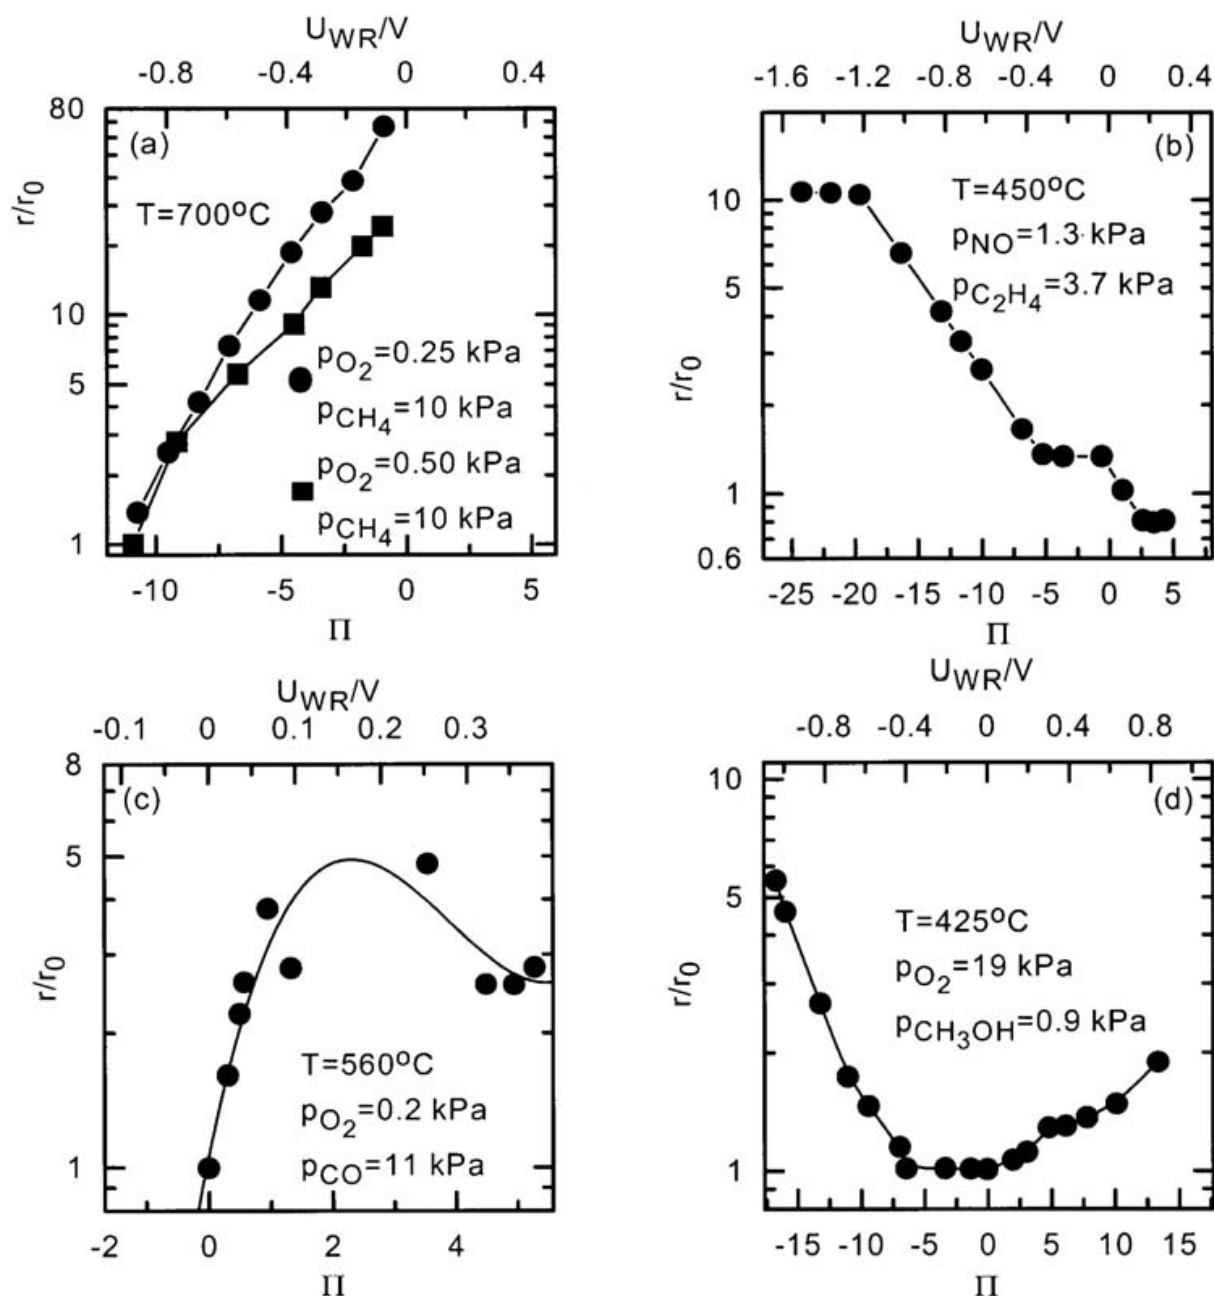 U_WR/V
-0.8 -0.4 0 0.4
80
(a)
r/r_0
T=700°C
10
p_O2=0.25 kPa
5
p_CH4=10 kPa
p_O2=0.50 kPa
p_CH4=10 kPa
1
-10 -5 0 5
Π
U_WR/V
-1.6 -1.2 -0.8 -0.4 0 0.4
(b)
T=450°C
10
p_NO=1.3 kPa
5
p_C2H4=3.7 kPa
r/r_0
1
0.6
-25 -20 -15 -10 -5 0 5
Π
U_WR/V
-0.1 0 0.1 0.2 0.3
8
(c)
5
r/r_0
T=560°C
p_O2=0.2 kPa
p_CO=11 kPa
1
-2 0 2 4
Π
U_WR/V
-0.8 -0.4 0 0.4 0.8
10
(d)
5
T=425°C
r/r_0
p_O2=19 kPa
p_CH3OH=0.9 kPa
1
-15 -10 -5 0 5 10 15
Π